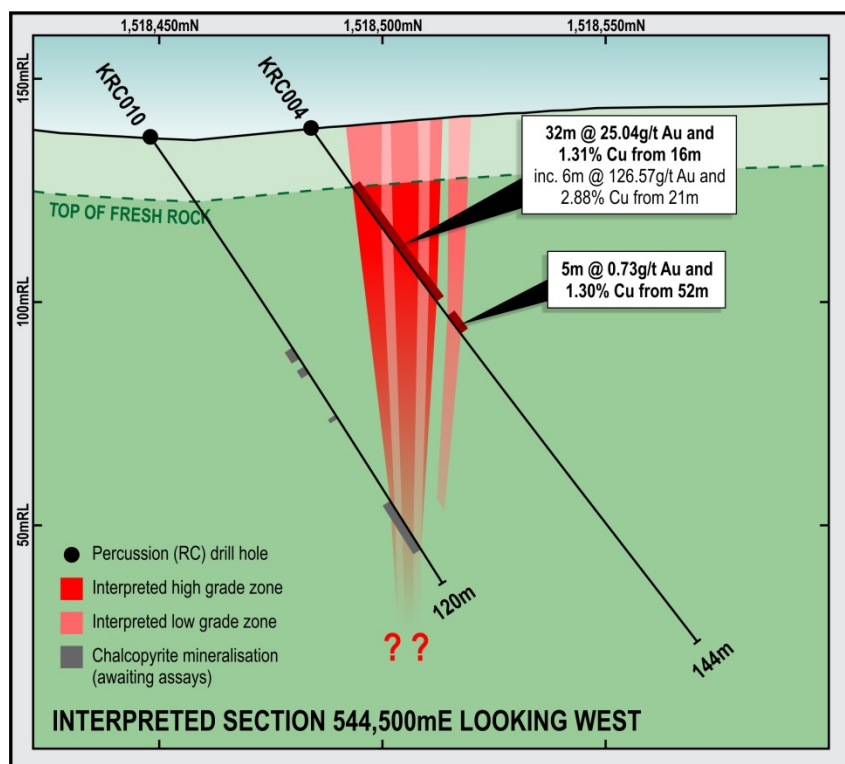 1,518,450mN
1,518,500mN
1,518,550mN
150mRL
100mRL
50mRL
KRC010
KRC004
TOP OF FRESH ROCK
32m @ 25.04g/t Au and
1.31% Cu from 16m
inc. 6m @ 126.57g/t Au and
2.88% Cu from 21m
5m @ 0.73g/t Au and
1.30% Cu from 52m
120m
144m
? ?
Percussion (RC) drill hole
Interpreted high grade zone
Interpreted low grade zone
Chalcopyrite mineralisation
(awaiting assays)
INTERPRETED SECTION 544,500mE LOOKING WEST